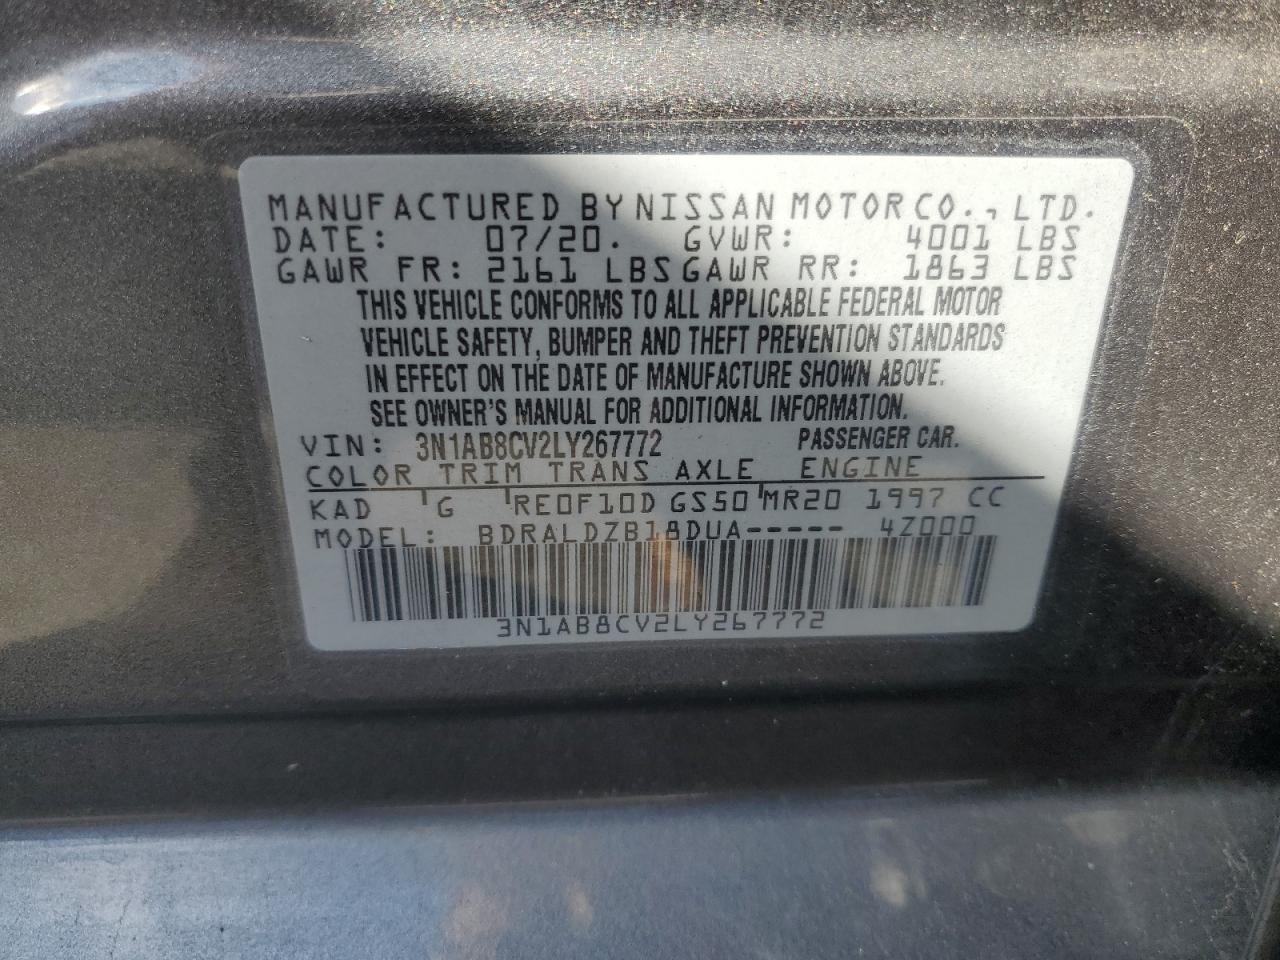 MANUFACTURED BY NISSAN MOTOR CO., LTD.
DATE: 07/20. GVWR: 4001 LBS
GAWR FR: 2161 LBS GAWR RR: 1863 LBS
THIS VEHICLE CONFORMS TO ALL APPLICABLE FEDERAL MOTOR
VEHICLE SAFETY, BUMPER AND THEFT PREVENTION STANDARDS
IN EFFECT ON THE DATE OF MANUFACTURE SHOWN ABOVE.
SEE OWNER'S MANUAL FOR ADDITIONAL INFORMATION.
VIN: 3N1AB8CV2LY267772 PASSENGER CAR.
COLOR TRIM TRANS AXLE ENGINE
KAD G RE0F10D GS50 MR20 1997 CC
MODEL: BDRALDZB18DUA----- 4Z000
3N1AB8CV2LY267772